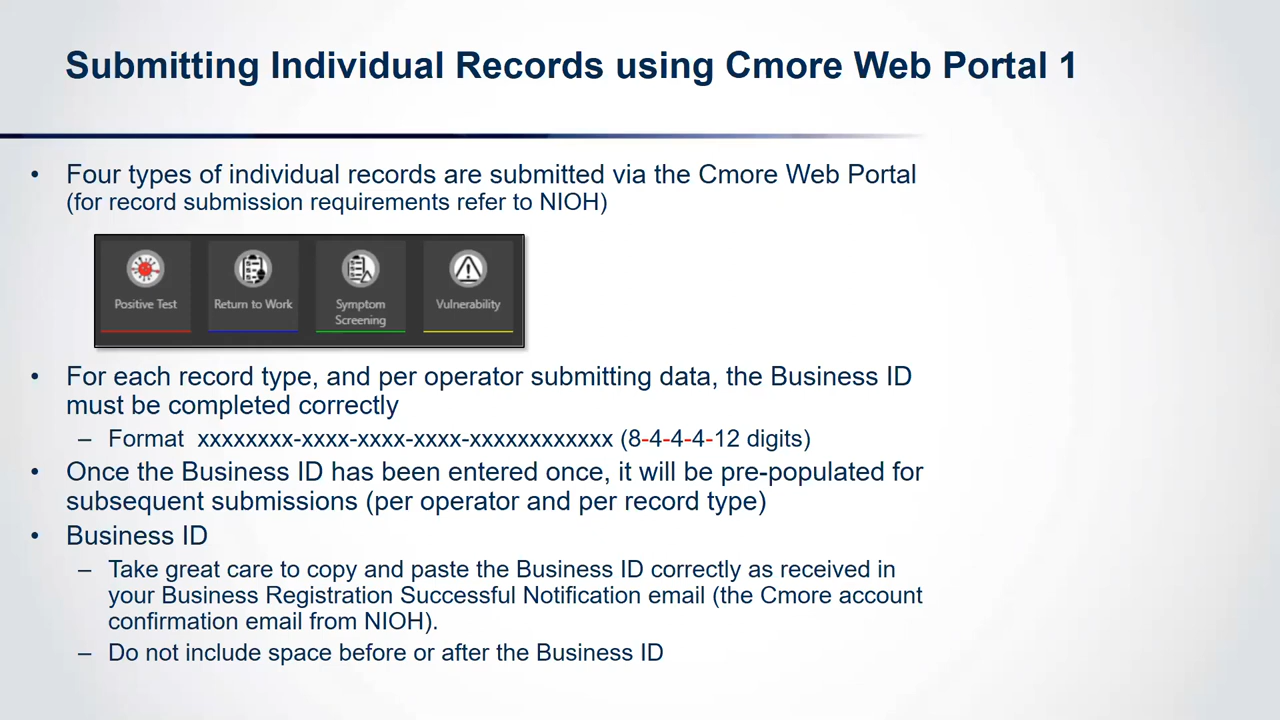 Submitting Individual Records using Cmore Web Portal 1
• Four types of individual records are submitted via the Cmore Web Portal
(for record submission requirements refer to NIOH)
Positive Test
Return to Work
Symptom
Screening
Vulnerability
• For each record type, and per operator submitting data, the Business ID
must be completed correctly
– Format xxxxxxxx-xxxx-xxxx-xxxx-xxxxxxxxxxxx (8-4-4-4-12 digits)
• Once the Business ID has been entered once, it will be pre-populated for
subsequent submissions (per operator and per record type)
• Business ID
– Take great care to copy and paste the Business ID correctly as received in
your Business Registration Successful Notification email (the Cmore account
confirmation email from NIOH).
– Do not include space before or after the Business ID